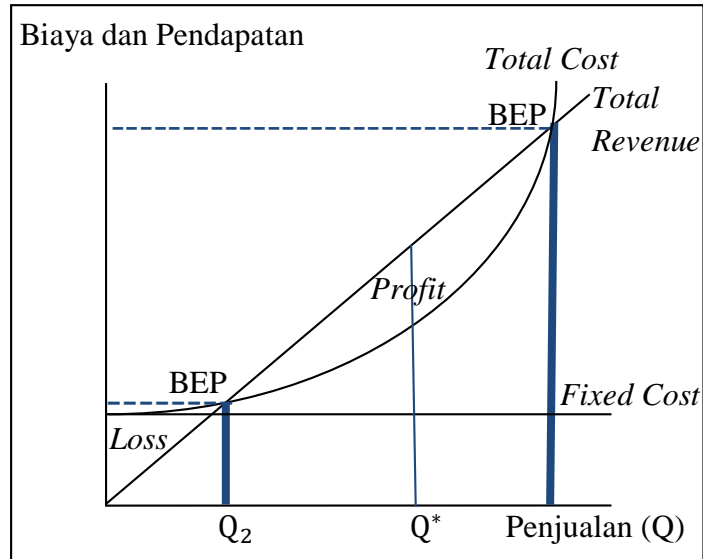 Biaya dan Pendapatan
Total Cost
Total
Revenue
BEP
Profit
BEP
Fixed Cost
Loss
Q₂
Q*
Penjualan (Q)